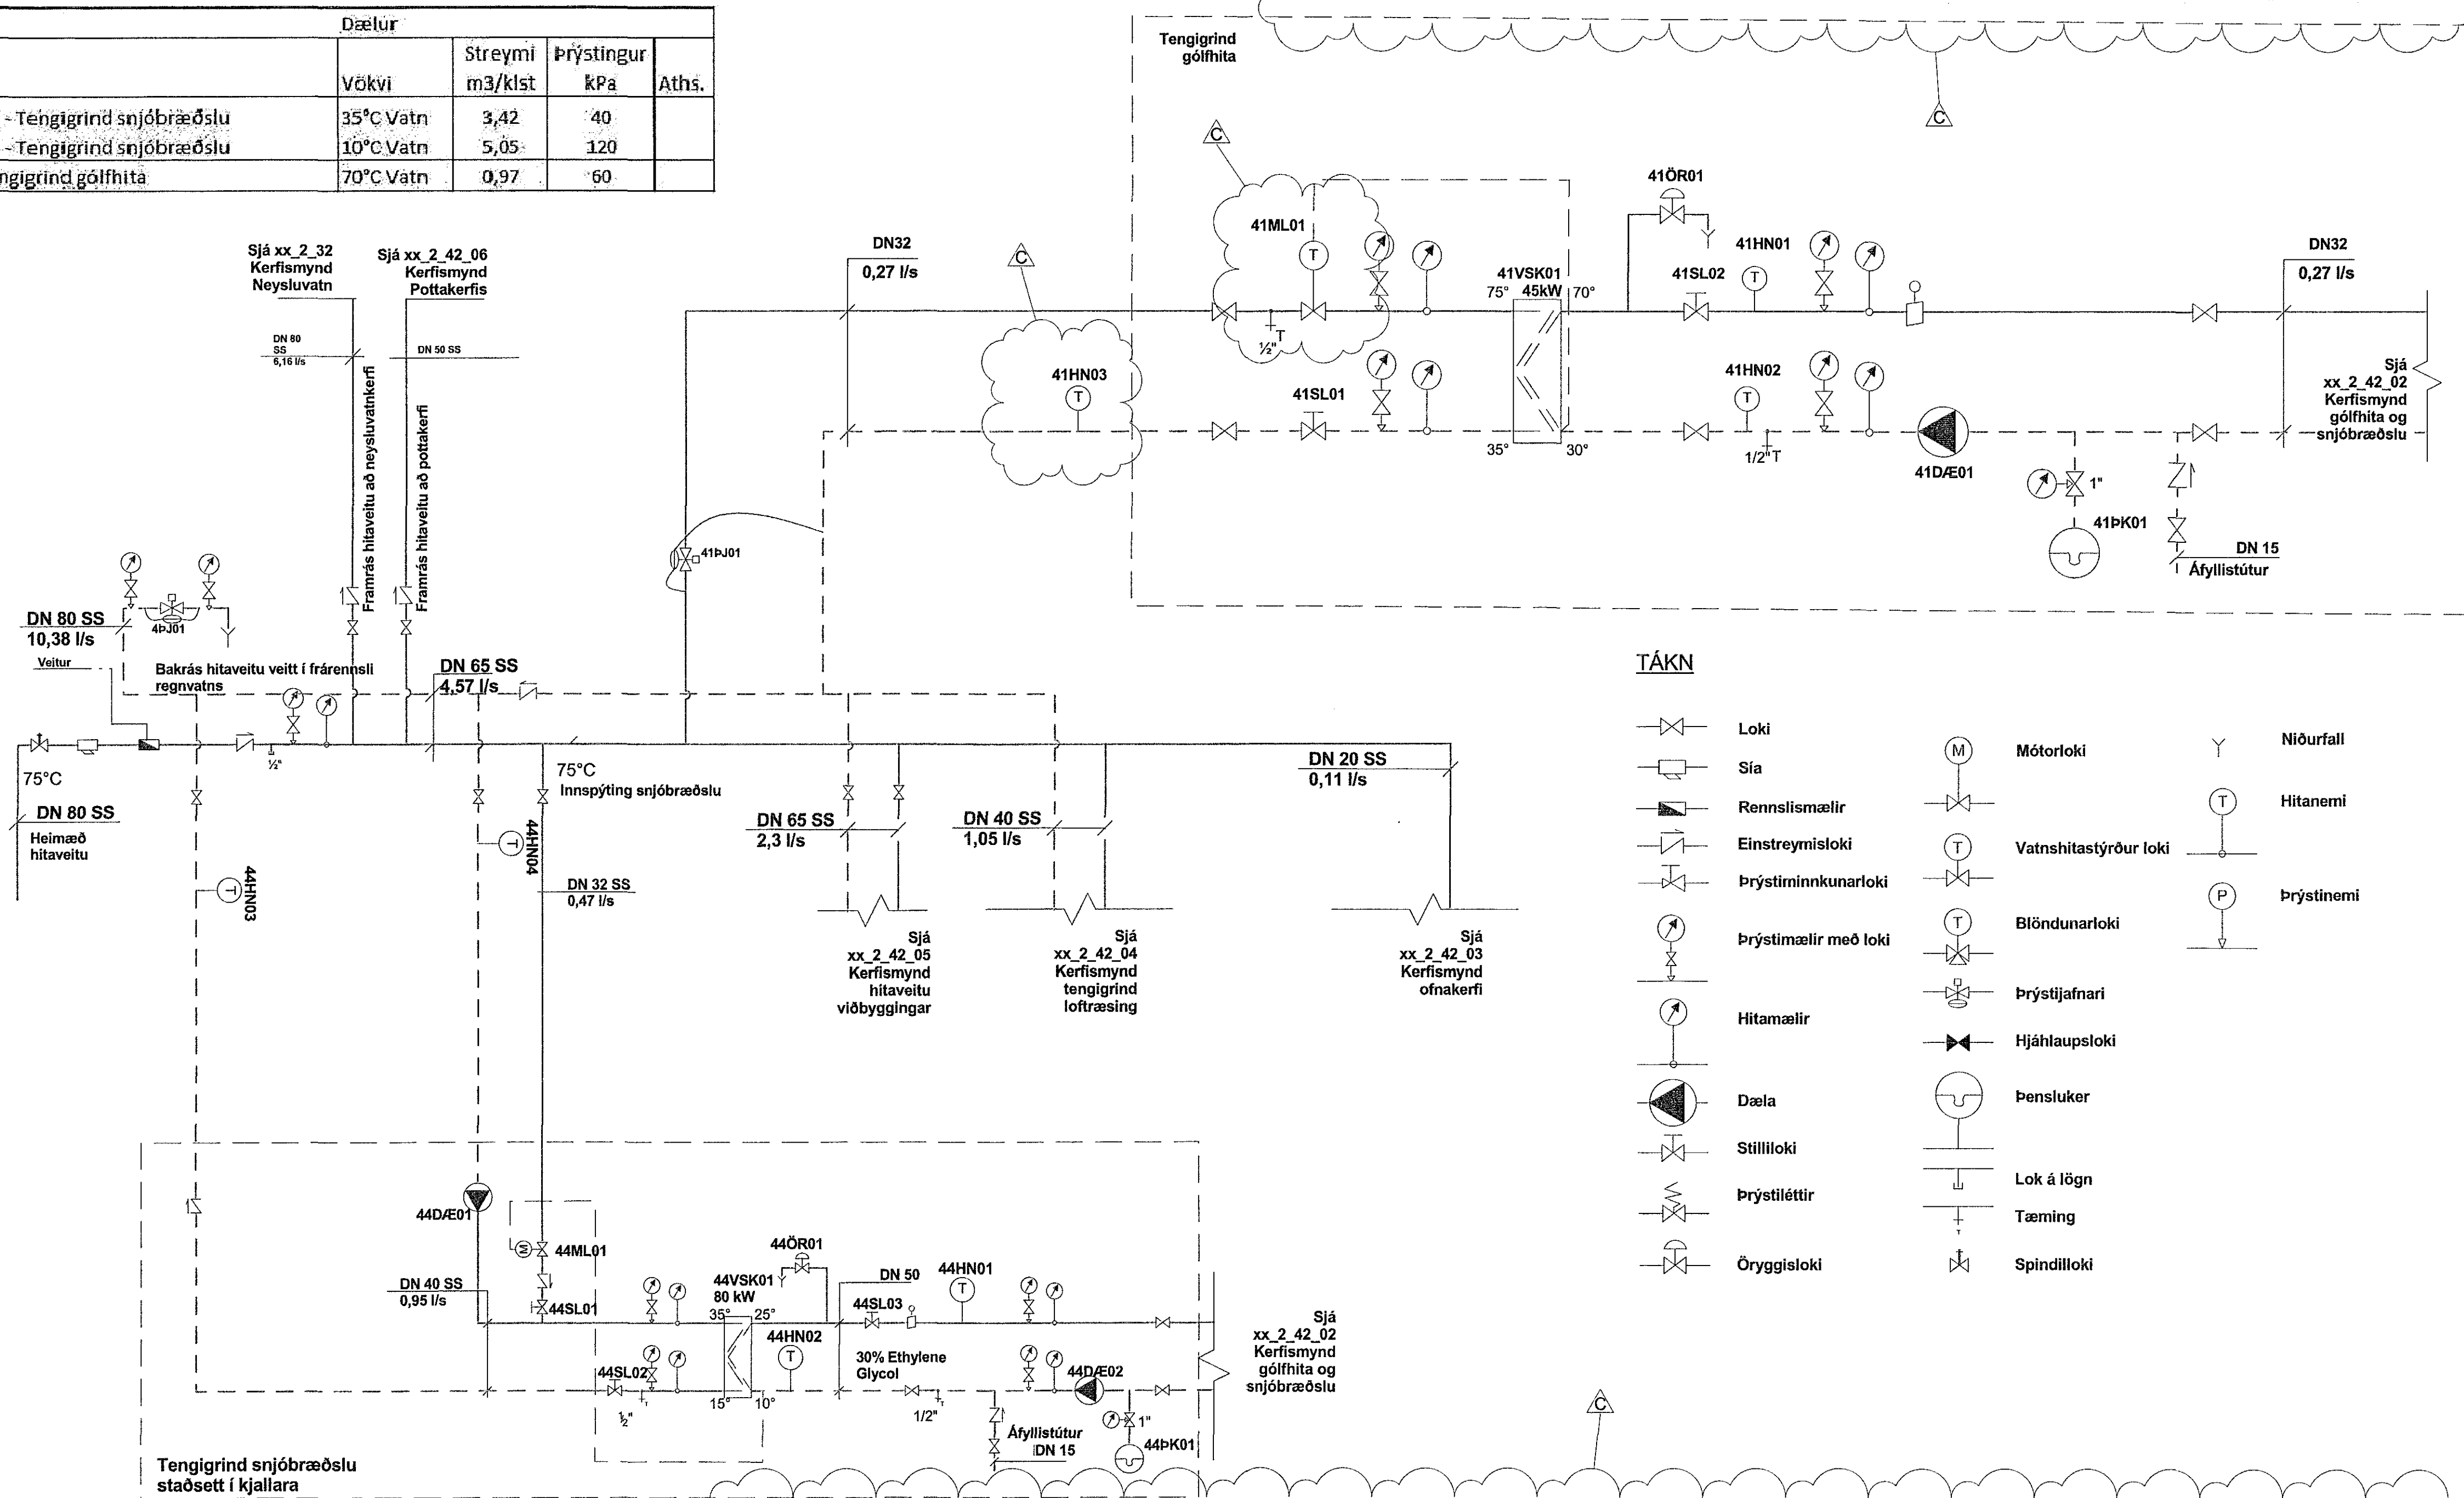 Dælur
Vökvi
Streymi
m3/klst
Þrýstingur
kPa
Aths.
- Tengigrind snjóbræðslu 35°C Vatn 3,42 40
- Tengigrind snjóbræðslu 10°C Vatn 5,05 120
ngigrind gólfhita 70°C Vatn 0,97 60
Tengigrind
gólfhita
C
C
C
Sjá xx_2_32
Kerfismynd
Neysluvatn
Sjá xx_2_42_06
Kerfismynd
Pottakerfis
DN 80
SS
6,16 l/s
DN 50 SS
Framrás hitaveitu að neysluvatnkerfi
Framrás hitaveitu að pottakerfi
DN32
0,27 l/s
41ML01
T
½"
T
41VSK01
75° 45kW 70°
41ÖR01
41SL02
41HN01
T
DN32
0,27 l/s
41HN03
T
41SL01
35°
30°
41HN02
T
1/2" T
41DÆ01
1"
41ÞK01
DN 15
Áfyllistútur
Sjá
xx_2_42_02
Kerfismynd
gólfhita og
snjóbræðslu
41ÞJ01
4ÞJ01
DN 80 SS
10,38 l/s
Veitur
Bakrás hitaveitu veitt í frárennsli
regnvatns
DN 65 SS
4,57 l/s
½"
75°C
DN 80 SS
Heimæð
hitaveitu
75°C
Innspýting snjóbræðslu
44HN03
T
44HN04
T
DN 32 SS
0,47 l/s
DN 65 SS
2,3 l/s
DN 40 SS
1,05 l/s
DN 20 SS
0,11 l/s
Sjá
xx_2_42_05
Kerfismynd
hitaveitu
viðbyggingar
Sjá
xx_2_42_04
Kerfismynd
tengigrind
loftræsing
Sjá
xx_2_42_03
Kerfismynd
ofnakerfi
TÁKN
Loki
Sía
Rennslismælir
Einstreymisloki
Þrýstiminnkunarloki
Þrýstimælir með loki
Hitamælir
Dæla
Stilliloki
Þrýstiléttir
Öryggisloki
M
Mótorloki
T
Vatnshitastýrður loki
T
Blöndunarloki
Þrýstijafnari
Hjáhlaupsloki
Þensluker
Lok á lögn
Tæming
Spindilloki
Niðurfall
T
Hitanemi
P
Þrýstinemi
44DÆ01
M
44ML01
DN 40 SS
0,95 l/s
44SL01
44VSK01
80 kW
35° 25°
44ÖR01
DN 50
44SL03
44HN01
T
44HN02
T
44SL02
½"
15° 10°
30% Ethylene
Glycol
1/2"
44DÆ02
1"
44ÞK01
Áfyllistútur
DN 15
Sjá
xx_2_42_02
Kerfismynd
gólfhita og
snjóbræðslu
C
Tengigrind snjóbræðslu
staðsett í kjallara